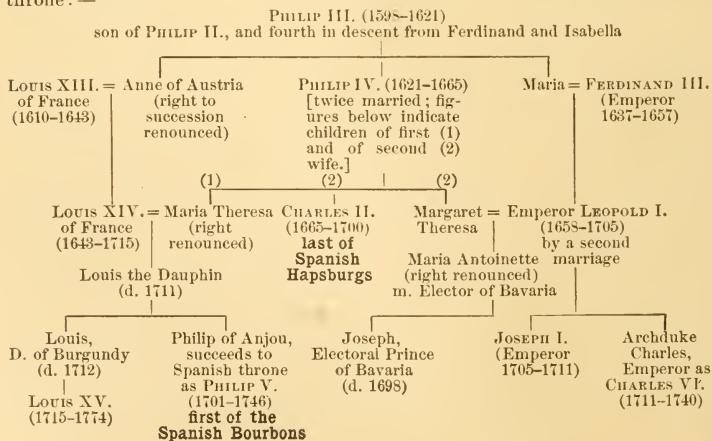 throne : —
PHILIP III. (1598–1621)
son of PHILIP II., and fourth in descent from Ferdinand and Isabella
LOUIS XIII. = Anne of Austria
of France (right to
(1610–1643) succession
renounced)
PHILIP IV. (1621–1665)
[twice married; fig-
ures below indicate
children of first (1)
and of second (2)
wife.]
Maria = FERDINAND III.
(Emperor
1637–1657)
(1) (2) (2)
LOUIS XIV. = Maria Theresa
of France (right
(1643–1715) renounced)
CHARLES II.
(1665–1700)
last of
Spanish
Hapsburgs
Margaret = Emperor LEOPOLD I.
Theresa (1658–1705)
by a second
marriage
Maria Antoinette
(right renounced)
m. Elector of Bavaria
Louis the Dauphin
(d. 1711)
Louis,
D. of Burgundy
(d. 1712)
LOUIS XV.
(1715–1774)
Philip of Anjou,
succeeds to
Spanish throne
as PHILIP V.
(1701–1746)
first of the
Spanish Bourbons
Joseph,
Electoral Prince
of Bavaria
(d. 1698)
JOSEPH I.
(Emperor
1705–1711)
Archduke
Charles,
Emperor as
CHARLES VI.
(1711–1740)